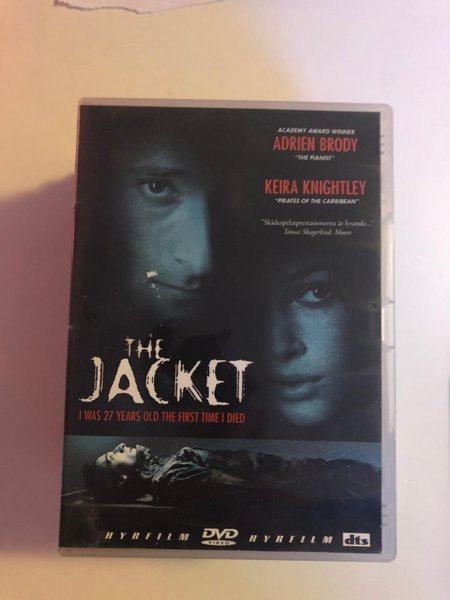 ACADEMY AWARD WINNER
ADRIEN BRODY
"THE PIANIST"
KEIRA KNIGHTLEY
"PIRATES OF THE CARRIBEAN"
"Skådespelarprestationerna är lysande..."
Tomas Skagerlind, Moore
THE
JACKET
I WAS 27 YEARS OLD THE FIRST TIME I DIED
HYRFILM DVD VIDEO HYRFILM dts